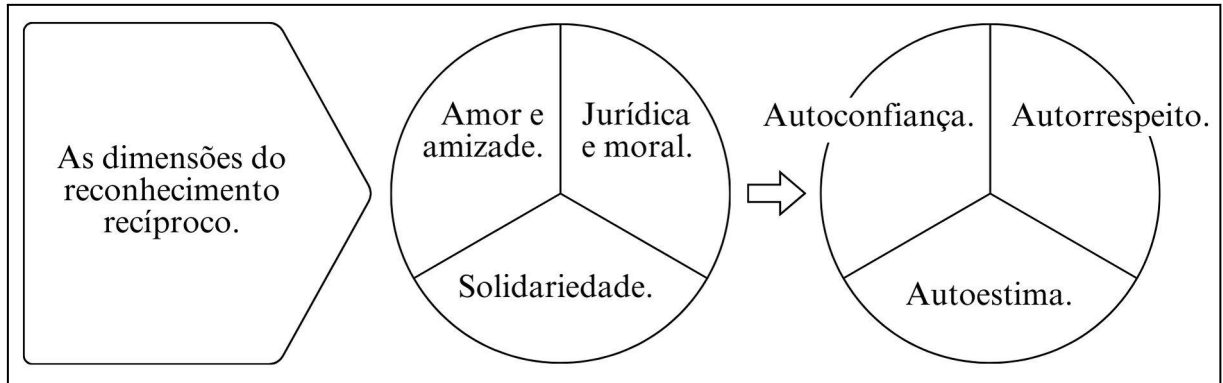 As dimensões do
reconhecimento
recíproco.
Amor e
amizade.
Jurídica
e moral.
Solidariedade.
Autoconfiança.
Autorrespeito.
Autoestima.